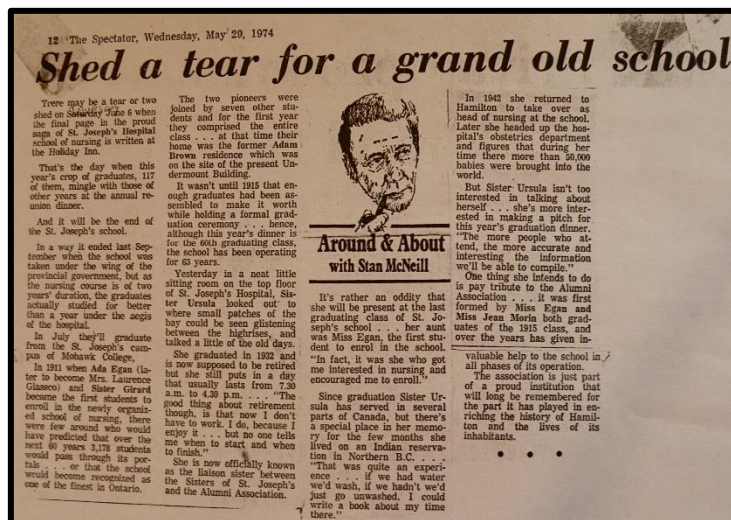 12 The Spectator, Wednesday, May 29, 1974
Shed a tear for a grand old school
Trere may be a tear or two
shed on Saturday June 6 when
the final page in the proud
saga of St. Joseph's Hospital
school of nursing is written at
the Holiday Inn.
That's the day when this
year's crop of graduates, 117
of them, mingle with those of
other years at the annual re-
union dinner.
And it will be the end of
the St. Joseph's school.
In a way it ended last Sep-
tember when the school was
taken under the wing of the
provincial government, but as
the nursing course is of two
years' duration, the graduates
actually studied for better
than a year under the aegis
of the hospital.
In July they'll graduate
from the St. Joseph's cam-
pus of Mohawk College,
In 1911 when Ada Egan (la-
ter to become Mrs. Laurence
Giasseco) and Sister Girard
became the first students to
enroll in the newly organiz-
ed school of nursing, there
were few around who would
have predicted that over the
next 60 years 3,178 students
would pass through its por-
tals . . . or that the school
would become recognized as
one of the finest in Ontario.
The two pioneers were
joined by seven other stu-
dents and for the first year
they comprised the entire
class . . . at that time their
home was the former Adam
Brown residence which was
on the site of the present Un-
dermount Building.
It wasn't until 1915 that en-
ough graduates had been as-
sembled to make it worth
while holding a formal grad-
uation ceremony . . . hence,
although this year's dinner is
for the 60th graduating class,
the school has been operating
for 63 years.
Yesterday in a neat little
sitting room on the top floor
of St. Joseph's Hospital, Sis-
ter Ursula looked out to
where small patches of the
bay could be seen glistening
between the highrises, and
talked a little of the old days.
She graduated in 1932 and
is now supposed to be retired
but she still puts in a day
that usually lasts from 7.30
a.m. to 4.30 p.m. . . . "The
good thing about retirement
though, is that now I don't
have to work. I do, because I
enjoy it . . . but no one tells
me when to start and when
to finish."
She is now officially known
as the liaison sister between
the Sisters of St. Joseph's
and the Alumni Association.
Around & About
with Stan McNeill
It's rather an oddity that
she will be present at the last
graduating class of St. Jo-
seph's school . . . her aunt
was Miss Egan, the first stu-
dent to enrol in the school.
"In fact, it was she who got
me interested in nursing and
encouraged me to enroll."
Since graduation Sister Ur-
sula has served in several
parts of Canada, but there's
a special place in her memo-
ry for the few months she
lived on an Indian reserva-
tion in Northern B.C. . . .
"That was quite an experi-
ence . . . if we had water
we'd wash, if we hadn't we'd
just go unwashed. I could
write a book about my time
there."
In 1942 she returned to
Hamilton to take over as
head of nursing at the school.
Later she headed up the hos-
pital's obstetrics department
and figures that during her
time there more than 50,000
babies were brought into the
world.
But Sister Ursula isn't too
interested in talking about
herself . . . she's more inter-
ested in making a pitch for
this year's graduation dinner.
"The more people who at-
tend, the more accurate and
interesting the information
we'll be able to compile."
One thing she intends to do
is pay tribute to the Alumni
Association . . . it was first
formed by Miss Egan and
Miss Jean Morin both grad-
uates of the 1915 class, and
over the years has given in-
valuable help to the school in
all phases of its operation.
The association is just part
of a proud institution that
will long be remembered for
the part it has played in en-
riching the history of Hamil-
ton and the lives of its
inhabitants.